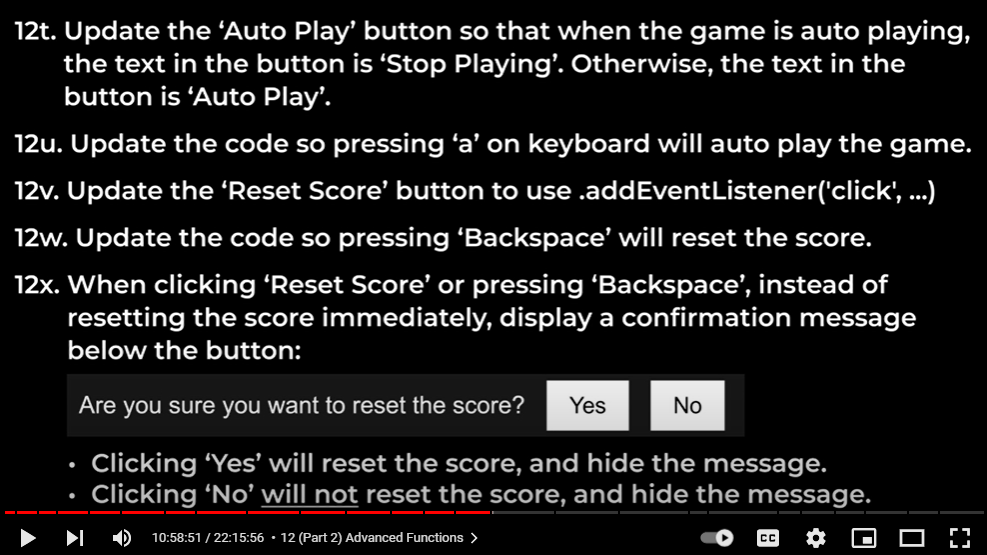 12t. Update the ‘Auto Play’ button so that when the game is auto playing,
the text in the button is ‘Stop Playing’. Otherwise, the text in the
button is ‘Auto Play’.
12u. Update the code so pressing ‘a’ on keyboard will auto play the game.
12v. Update the ‘Reset Score’ button to use .addEventListener('click', ...)
12w. Update the code so pressing ‘Backspace’ will reset the score.
12x. When clicking ‘Reset Score’ or pressing ‘Backspace’, instead of
resetting the score immediately, display a confirmation message
below the button:
Are you sure you want to reset the score? Yes No
• Clicking ‘Yes’ will reset the score, and hide the message.
• Clicking ‘No’ will not reset the score, and hide the message.
10:58:51 / 22:15:56 • 12 (Part 2) Advanced Functions
CC